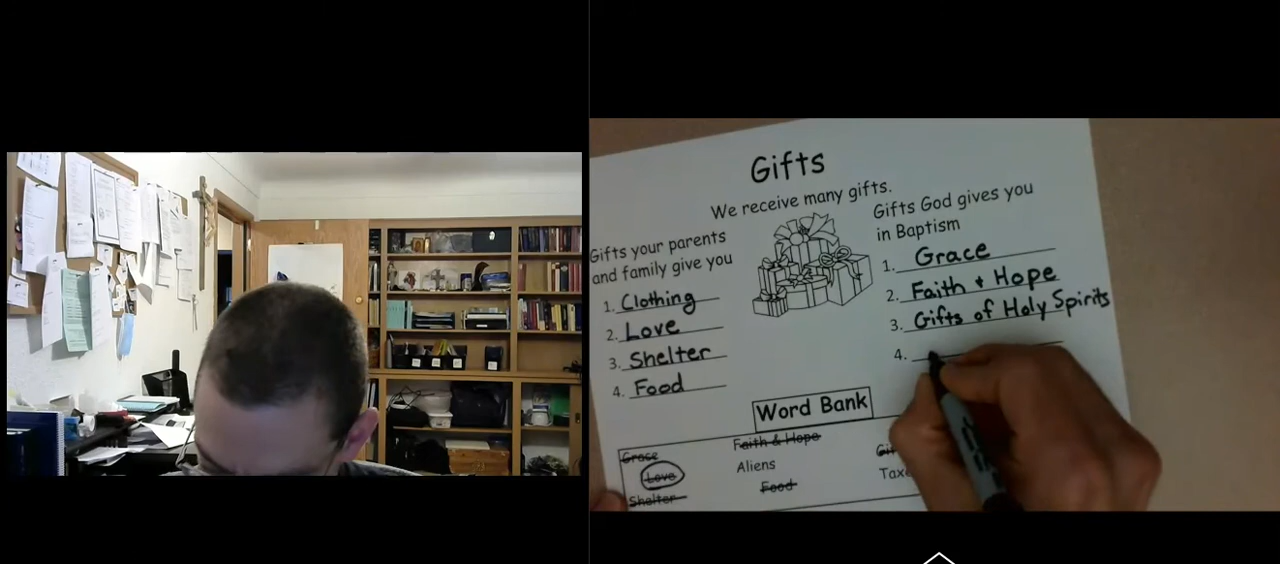 Gifts
We receive many gifts.
Gifts your parents
and family give you
1. Clothing
2. Love
3. Shelter
4. Food
Gifts God gives you
in Baptism
1. Grace
2. Faith & Hope
3. Gifts of Holy Spirits
4.
Word Bank
Grace
Faith & Hope
Love
Aliens
Shelter
Food